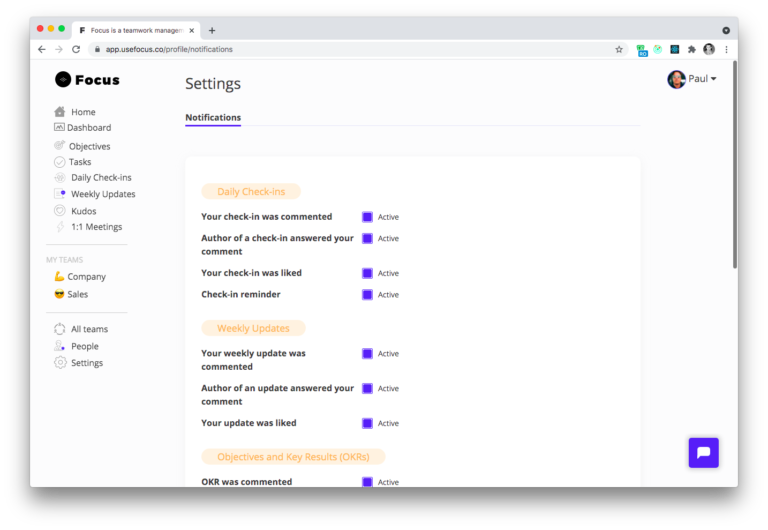 Focus is a teamwork managem
app.usefocus.co/profile/notifications
Focus
Settings
Paul
Notifications
Home
Dashboard
Objectives
Tasks
Daily Check-ins
Weekly Updates
Kudos
1:1 Meetings
MY TEAMS
Company
Sales
All teams
People
Settings
Daily Check-ins
Your check-in was commented Active
Author of a check-in answered your Active
comment
Your check-in was liked Active
Check-in reminder Active
Weekly Updates
Your weekly update was Active
commented
Author of an update answered your Active
comment
Your update was liked Active
Objectives and Key Results (OKRs)
OKR was commented Active